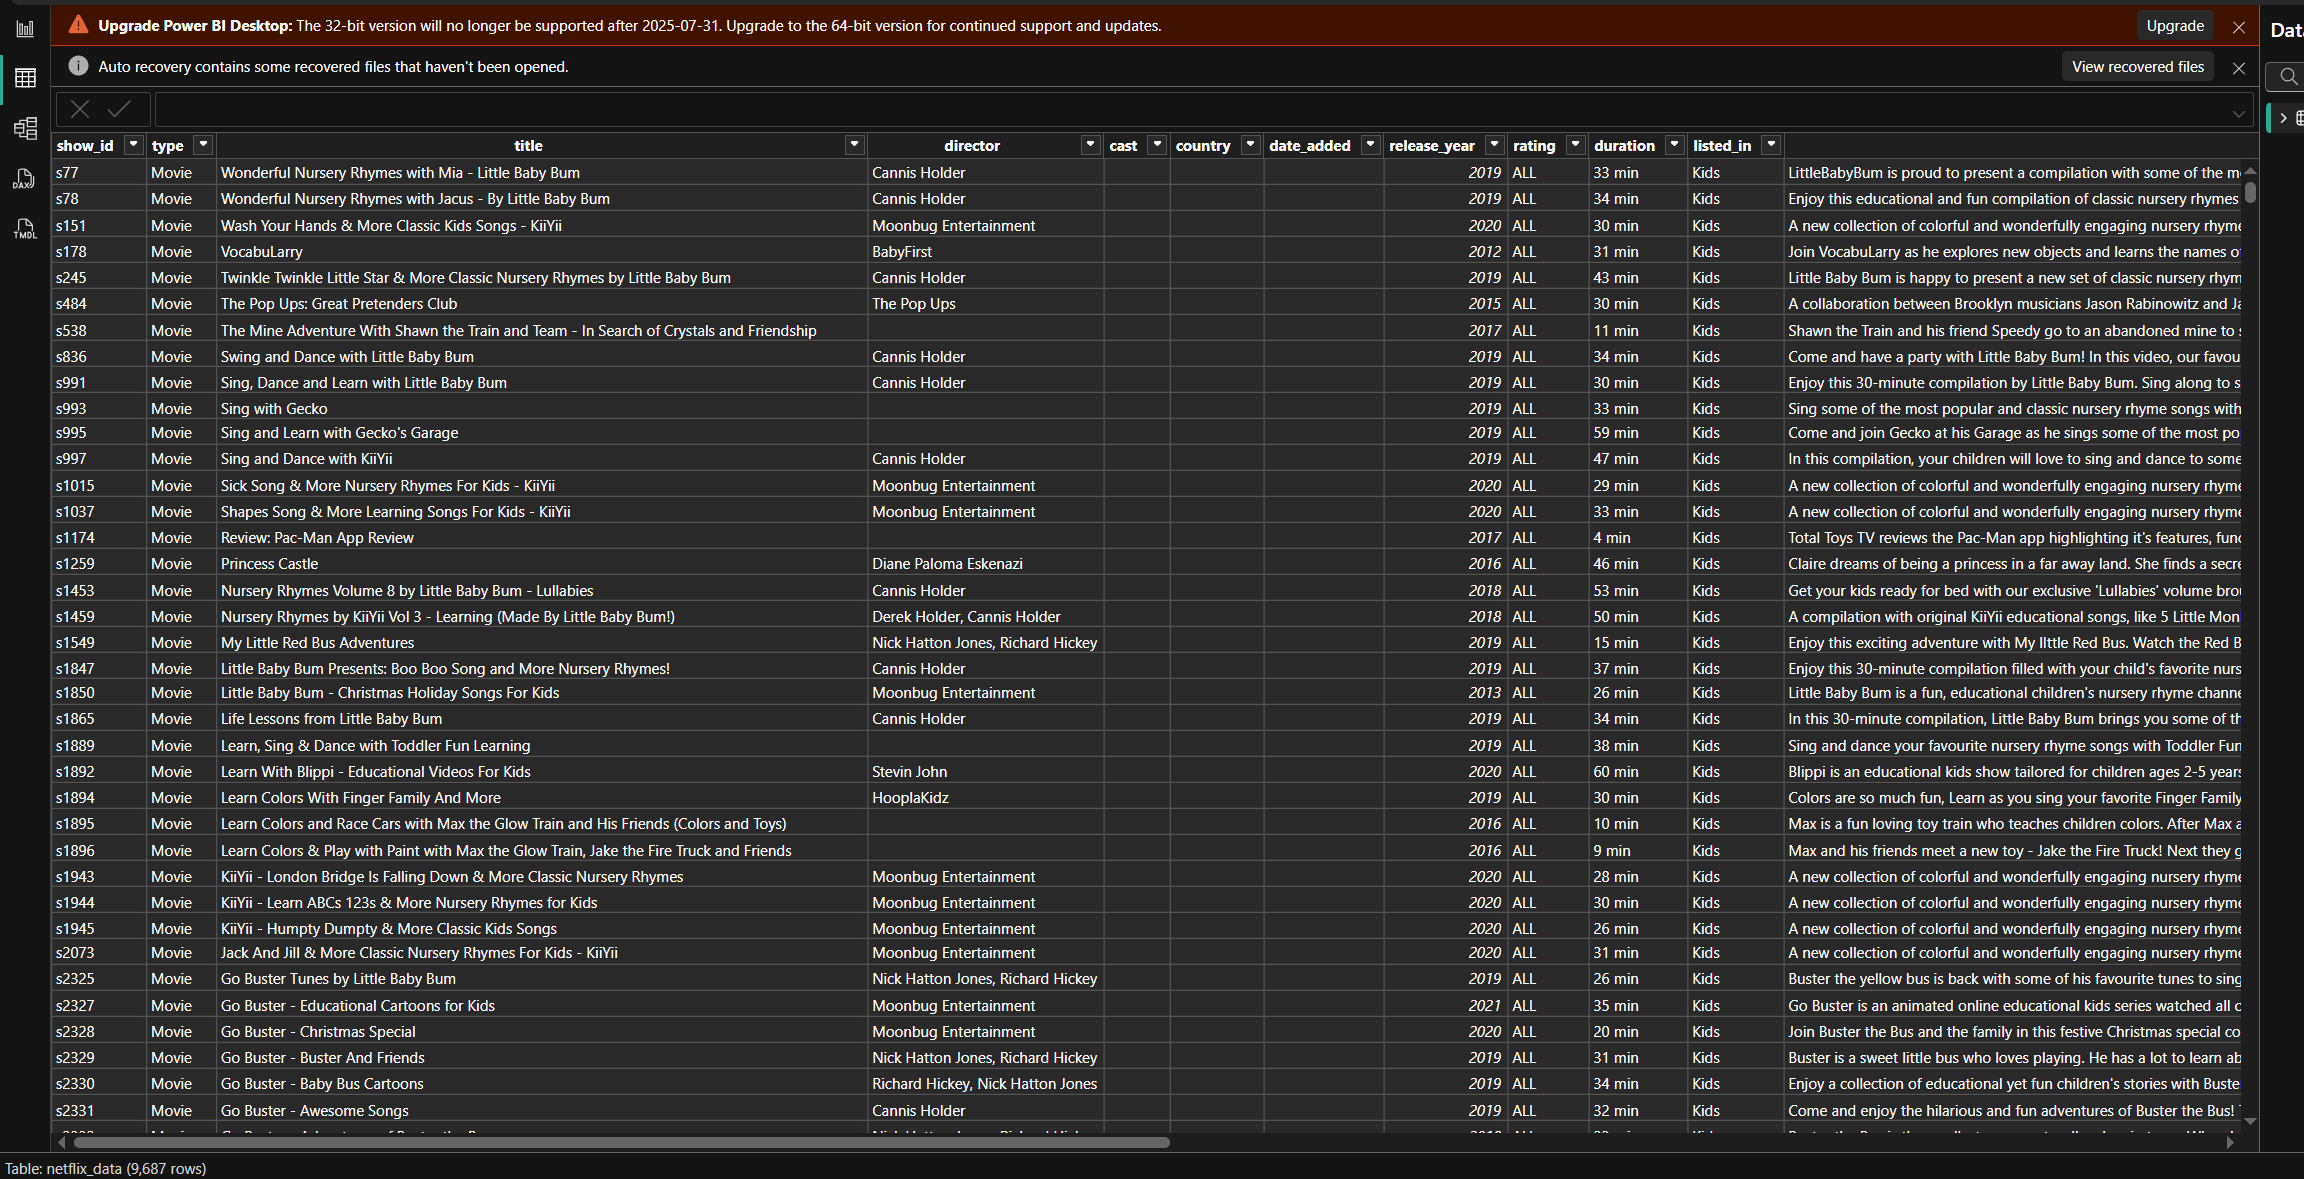 Upgrade Power BI Desktop: The 32-bit version will no longer be supported after 2025-07-31. Upgrade to the 64-bit version for continued support and updates. Upgrade
Data
Auto recovery contains some recovered files that haven't been opened. View recovered files
DAX
TMDL
show_id type title director cast country date_added release_year rating duration listed_in
s77 Movie Wonderful Nursery Rhymes with Mia - Little Baby Bum Cannis Holder 2019 ALL 33 min Kids LittleBabyBum is proud to present a compilation with some of the m
s78 Movie Wonderful Nursery Rhymes with Jacus - By Little Baby Bum Cannis Holder 2019 ALL 34 min Kids Enjoy this educational and fun compilation of classic nursery rhymes
s151 Movie Wash Your Hands & More Classic Kids Songs - KiiYii Moonbug Entertainment 2020 ALL 30 min Kids A new collection of colorful and wonderfully engaging nursery rhyme
s178 Movie VocabuLarry BabyFirst 2012 ALL 31 min Kids Join VocabuLarry as he explores new objects and learns the names o
s245 Movie Twinkle Twinkle Little Star & More Classic Nursery Rhymes by Little Baby Bum Cannis Holder 2019 ALL 43 min Kids Little Baby Bum is happy to present a new set of classic nursery rhym
s484 Movie The Pop Ups: Great Pretenders Club The Pop Ups 2015 ALL 30 min Kids A collaboration between Brooklyn musicians Jason Rabinowitz and Ja
s538 Movie The Mine Adventure With Shawn the Train and Team - In Search of Crystals and Friendship 2017 ALL 11 min Kids Shawn the Train and his friend Speedy go to an abandoned mine to s
s836 Movie Swing and Dance with Little Baby Bum Cannis Holder 2019 ALL 34 min Kids Come and have a party with Little Baby Bum! In this video, our favou
s991 Movie Sing, Dance and Learn with Little Baby Bum Cannis Holder 2019 ALL 30 min Kids Enjoy this 30-minute compilation by Little Baby Bum. Sing along to s
s993 Movie Sing with Gecko 2019 ALL 33 min Kids Sing some of the most popular and classic nursery rhyme songs with
s995 Movie Sing and Learn with Gecko's Garage 2019 ALL 59 min Kids Come and join Gecko at his Garage as he sings some of the most po
s997 Movie Sing and Dance with KiiYii Cannis Holder 2019 ALL 47 min Kids In this compilation, your children will love to sing and dance to some
s1015 Movie Sick Song & More Nursery Rhymes For Kids - KiiYii Moonbug Entertainment 2020 ALL 29 min Kids A new collection of colorful and wonderfully engaging nursery rhyme
s1037 Movie Shapes Song & More Learning Songs For Kids - KiiYii Moonbug Entertainment 2020 ALL 33 min Kids A new collection of colorful and wonderfully engaging nursery rhyme
s1174 Movie Review: Pac-Man App Review 2017 ALL 4 min Kids Total Toys TV reviews the Pac-Man app highlighting it's features, func
s1259 Movie Princess Castle Diane Paloma Eskenazi 2016 ALL 46 min Kids Claire dreams of being a princess in a far away land. She finds a secre
s1453 Movie Nursery Rhymes Volume 8 by Little Baby Bum - Lullabies Cannis Holder 2018 ALL 53 min Kids Get your kids ready for bed with our exclusive 'Lullabies' volume brou
s1459 Movie Nursery Rhymes by KiiYii Vol 3 - Learning (Made By Little Baby Bum!) Derek Holder, Cannis Holder 2018 ALL 50 min Kids A compilation with original KiiYii educational songs, like 5 Little Mon
s1549 Movie My Little Red Bus Adventures Nick Hatton Jones, Richard Hickey 2019 ALL 15 min Kids Enjoy this exciting adventure with My lIttle Red Bus. Watch the Red B
s1847 Movie Little Baby Bum Presents: Boo Boo Song and More Nursery Rhymes! Cannis Holder 2019 ALL 37 min Kids Enjoy this 30-minute compilation filled with your child's favorite nurs
s1850 Movie Little Baby Bum - Christmas Holiday Songs For Kids Moonbug Entertainment 2013 ALL 26 min Kids Little Baby Bum is a fun, educational children's nursery rhyme channe
s1865 Movie Life Lessons from Little Baby Bum Cannis Holder 2019 ALL 34 min Kids In this 30-minute compilation, Little Baby Bum brings you some of th
s1889 Movie Learn, Sing & Dance with Toddler Fun Learning 2019 ALL 38 min Kids Sing and dance your favourite nursery rhyme songs with Toddler Fun
s1892 Movie Learn With Blippi - Educational Videos For Kids Stevin John 2020 ALL 60 min Kids Blippi is an educational kids show tailored for children ages 2-5 years
s1894 Movie Learn Colors With Finger Family And More HooplaKidz 2019 ALL 30 min Kids Colors are so much fun, Learn as you sing your favorite Finger Family
s1895 Movie Learn Colors and Race Cars with Max the Glow Train and His Friends (Colors and Toys) 2016 ALL 10 min Kids Max is a fun loving toy train who teaches children colors. After Max a
s1896 Movie Learn Colors & Play with Paint with Max the Glow Train, Jake the Fire Truck and Friends 2016 ALL 9 min Kids Max and his friends meet a new toy - Jake the Fire Truck! Next they g
s1943 Movie KiiYii - London Bridge Is Falling Down & More Classic Nursery Rhymes Moonbug Entertainment 2020 ALL 28 min Kids A new collection of colorful and wonderfully engaging nursery rhyme
s1944 Movie KiiYii - Learn ABCs 123s & More Nursery Rhymes for Kids Moonbug Entertainment 2020 ALL 30 min Kids A new collection of colorful and wonderfully engaging nursery rhyme
s1945 Movie KiiYii - Humpty Dumpty & More Classic Kids Songs Moonbug Entertainment 2020 ALL 26 min Kids A new collection of colorful and wonderfully engaging nursery rhyme
s2073 Movie Jack And Jill & More Classic Nursery Rhymes For Kids - KiiYii Moonbug Entertainment 2020 ALL 31 min Kids A new collection of colorful and wonderfully engaging nursery rhyme
s2325 Movie Go Buster Tunes by Little Baby Bum Nick Hatton Jones, Richard Hickey 2019 ALL 26 min Kids Buster the yellow bus is back with some of his favourite tunes to sing
s2327 Movie Go Buster - Educational Cartoons for Kids Moonbug Entertainment 2021 ALL 35 min Kids Go Buster is an animated online educational kids series watched all o
s2328 Movie Go Buster - Christmas Special Moonbug Entertainment 2020 ALL 20 min Kids Join Buster the Bus and the family in this festive Christmas special co
s2329 Movie Go Buster - Buster And Friends Nick Hatton Jones, Richard Hickey 2019 ALL 31 min Kids Buster is a sweet little bus who loves playing. He has a lot to learn ab
s2330 Movie Go Buster - Baby Bus Cartoons Richard Hickey, Nick Hatton Jones 2019 ALL 34 min Kids Enjoy a collection of educational yet fun children's stories with Buste
s2331 Movie Go Buster - Awesome Songs Cannis Holder 2019 ALL 32 min Kids Come and enjoy the hilarious and fun adventures of Buster the Bus!
Table: netflix_data (9,687 rows)